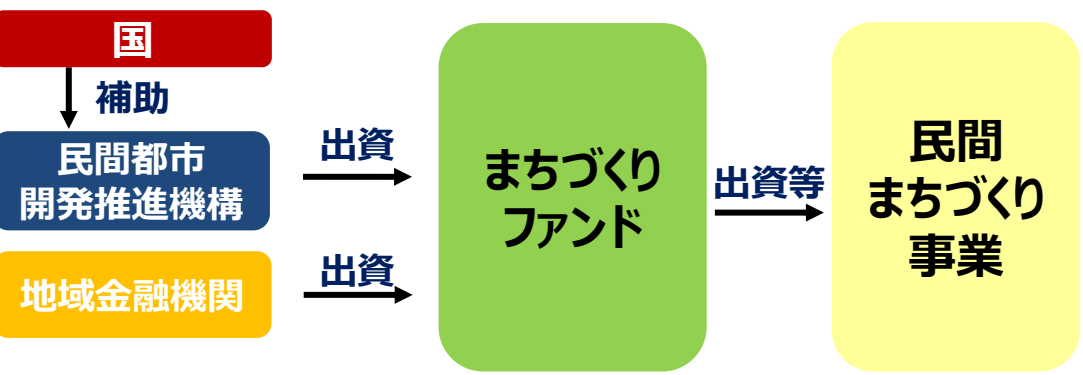 国
補助
民間都市
開発推進機構
地域金融機関
出資
出資
まちづくり
ファンド
出資等
民間
まちづくり
事業